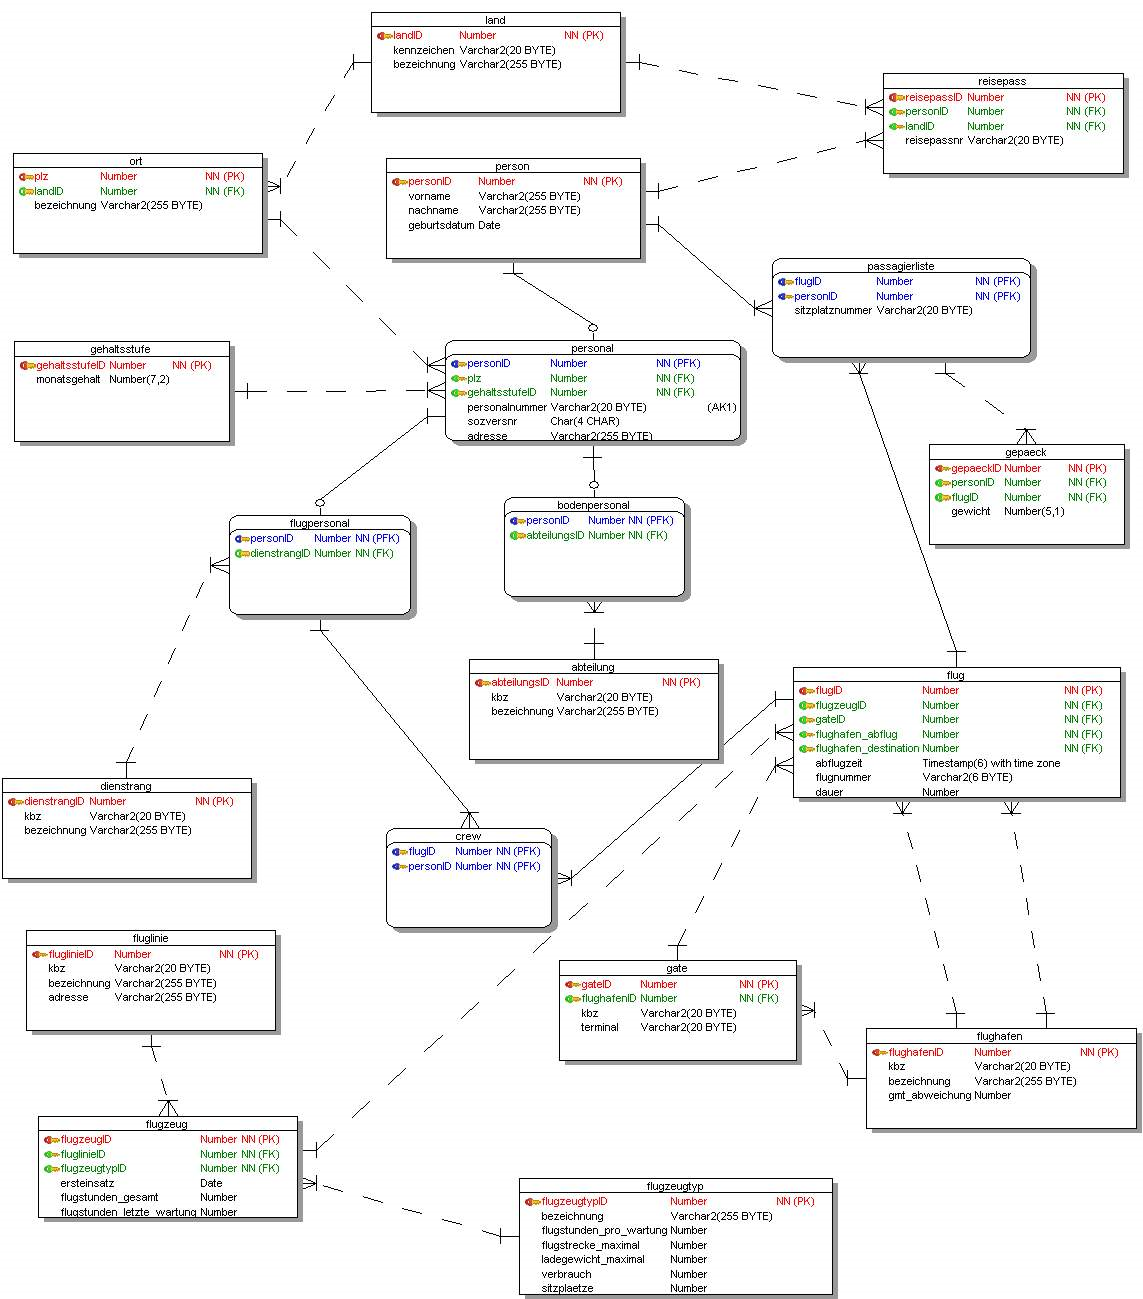 land
landID Number NN (PK)
kennzeichen Varchar2(20 BYTE)
bezeichnung Varchar2(255 BYTE)
reisepass
reisepassID Number NN (PK)
personID Number NN (FK)
landID Number NN (FK)
reisepassnr Varchar2(20 BYTE)
ort
plz Number NN (PK)
landID Number NN (FK)
bezeichnung Varchar2(255 BYTE)
person
personID Number NN (PK)
vorname Varchar2(255 BYTE)
nachname Varchar2(255 BYTE)
geburtsdatum Date
passagierliste
flugID Number NN (PFK)
personID Number NN (PFK)
sitzplatznummer Varchar2(20 BYTE)
gehaltsstufe
gehaltsstufeID Number NN (PK)
monatsgehalt Number(7,2)
personal
personID Number NN (PFK)
plz Number NN (FK)
gehaltsstufeID Number NN (FK)
personalnummer Varchar2(20 BYTE) (AK1)
sozversnr Char(4 CHAR)
adresse Varchar2(255 BYTE)
gepaeck
gepaeckID Number NN (PK)
personID Number NN (FK)
flugID Number NN (FK)
gewicht Number(5,1)
flugpersonal
personID Number NN (PFK)
dienstrangID Number NN (FK)
bodenpersonal
personID Number NN (PFK)
abteilungsID Number NN (FK)
abteilung
abteilungsID Number NN (PK)
kbz Varchar2(20 BYTE)
bezeichnung Varchar2(255 BYTE)
flug
flugID Number NN (PK)
flugzeugID Number NN (FK)
gateID Number NN (FK)
flughafen_abflug Number NN (FK)
flughafen_destination Number NN (FK)
abflugzeit Timestamp(6) with time zone
flugnummer Varchar2(6 BYTE)
dauer Number
dienstrang
dienstrangID Number NN (PK)
kbz Varchar2(20 BYTE)
bezeichnung Varchar2(255 BYTE)
crew
flugID Number NN (PFK)
personID Number NN (PFK)
fluglinie
fluglinieID Number NN (PK)
kbz Varchar2(20 BYTE)
bezeichnung Varchar2(255 BYTE)
adresse Varchar2(255 BYTE)
gate
gateID Number NN (PK)
flughafenID Number NN (FK)
kbz Varchar2(20 BYTE)
terminal Varchar2(20 BYTE)
flughafen
flughafenID Number NN (PK)
kbz Varchar2(20 BYTE)
bezeichnung Varchar2(255 BYTE)
gmt_abweichung Number
flugzeug
flugzeugID Number NN (PK)
fluglinieID Number NN (FK)
flugzeugtypID Number NN (FK)
ersteinsatz Date
flugstunden_gesamt Number
flugstunden_letzte_wartung Number
flugzeugtyp
flugzeugtypID Number NN (PK)
bezeichnung Varchar2(255 BYTE)
flugstunden_pro_wartung Number
flugstrecke_maximal Number
ladegewicht_maximal Number
verbrauch Number
sitzplaetze Number